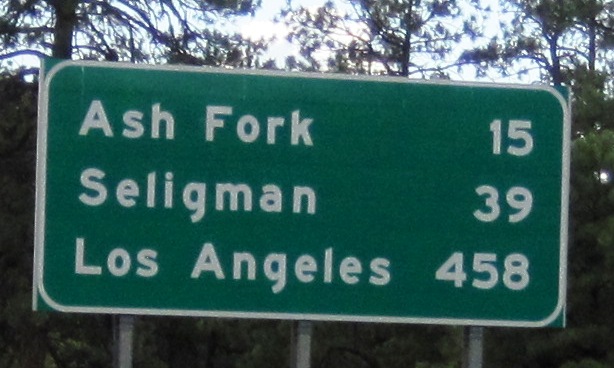 Ash Fork 15
Seligman 39
Los Angeles 458